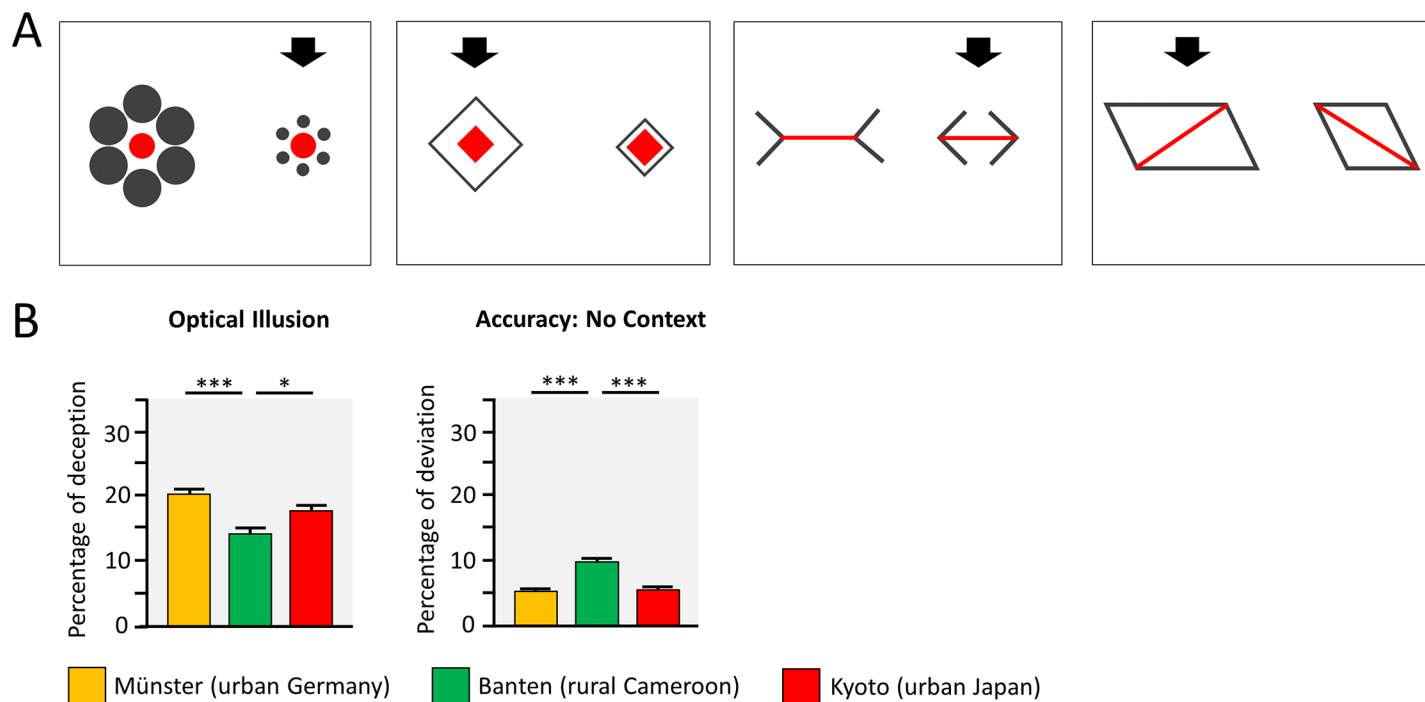 A
B
Optical Illusion
Accuracy: No Context
Percentage of deception
30
20
10
0
*** *
Percentage of deviation
30
20
10
0
*** ***
Münster (urban Germany)
Banten (rural Cameroon)
Kyoto (urban Japan)